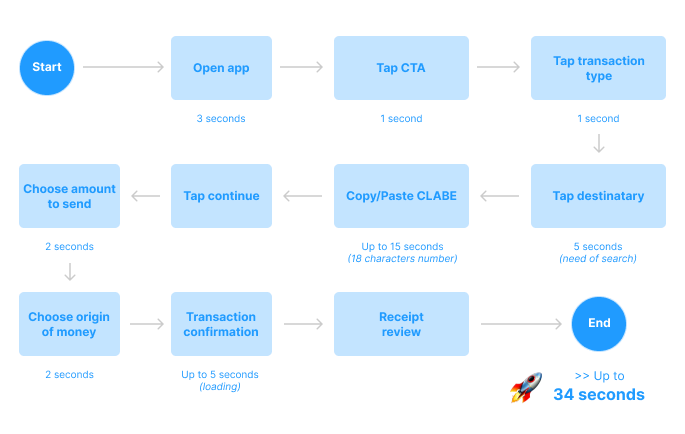 Start
Open app
3 seconds
Tap CTA
1 second
Tap transaction
type
1 second
Tap destinatary
5 seconds
(need of search)
Copy/Paste CLABE
Up to 15 seconds
(18 characters number)
Tap continue
Choose amount
to send
2 seconds
Choose origin
of money
2 seconds
Transaction
confirmation
Up to 5 seconds
(loading)
Receipt
review
End
>> Up to
34 seconds